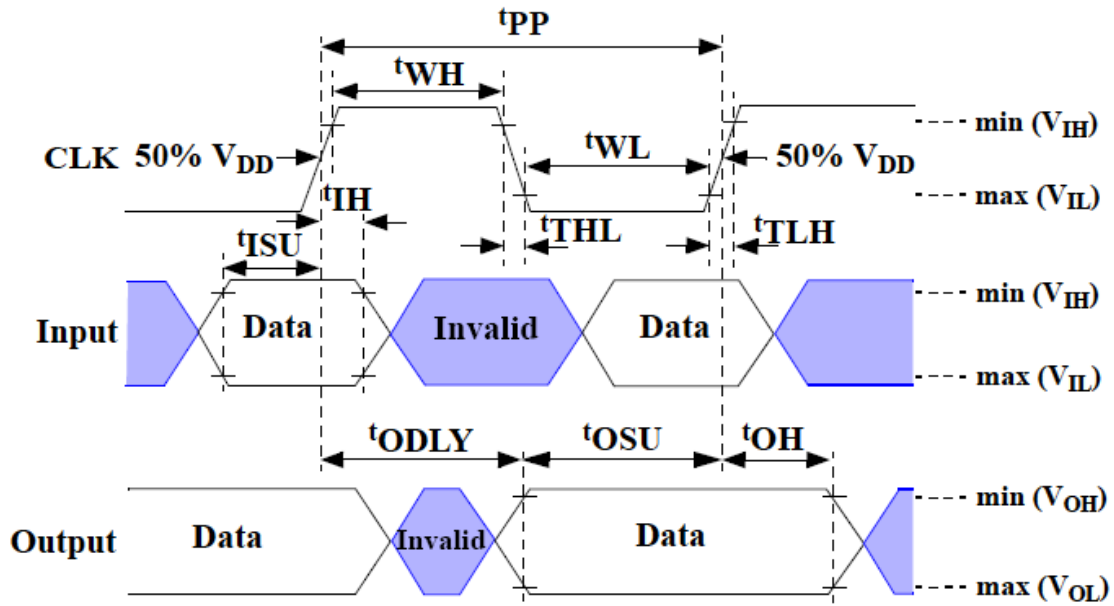 tPP
tWH
min (VIH)
CLK 50% VDD
tWL
50% VDD
max (VIL)
tIH
tTHL
tTLH
tISU
min (VIH)
Input
Data
Invalid
Data
max (VIL)
tODLY
tOSU
tOH
min (VOH)
Output
Data
Invalid
Data
max (VOL)